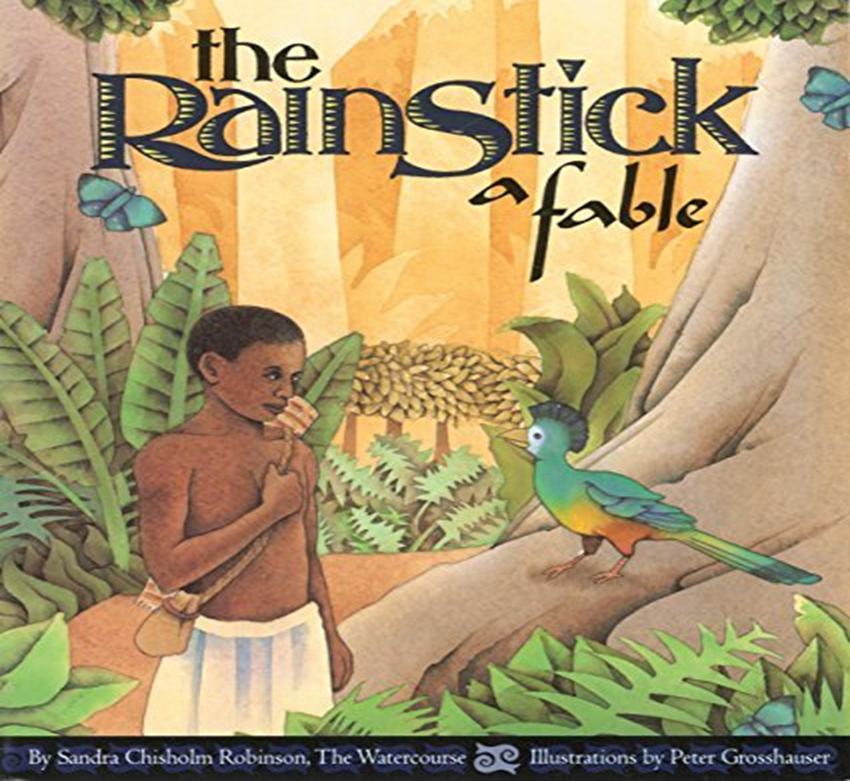 the
RainStick
a fable
By Sandra Chisholm Robinson, The Watercourse Illustrations by Peter Grosshauser